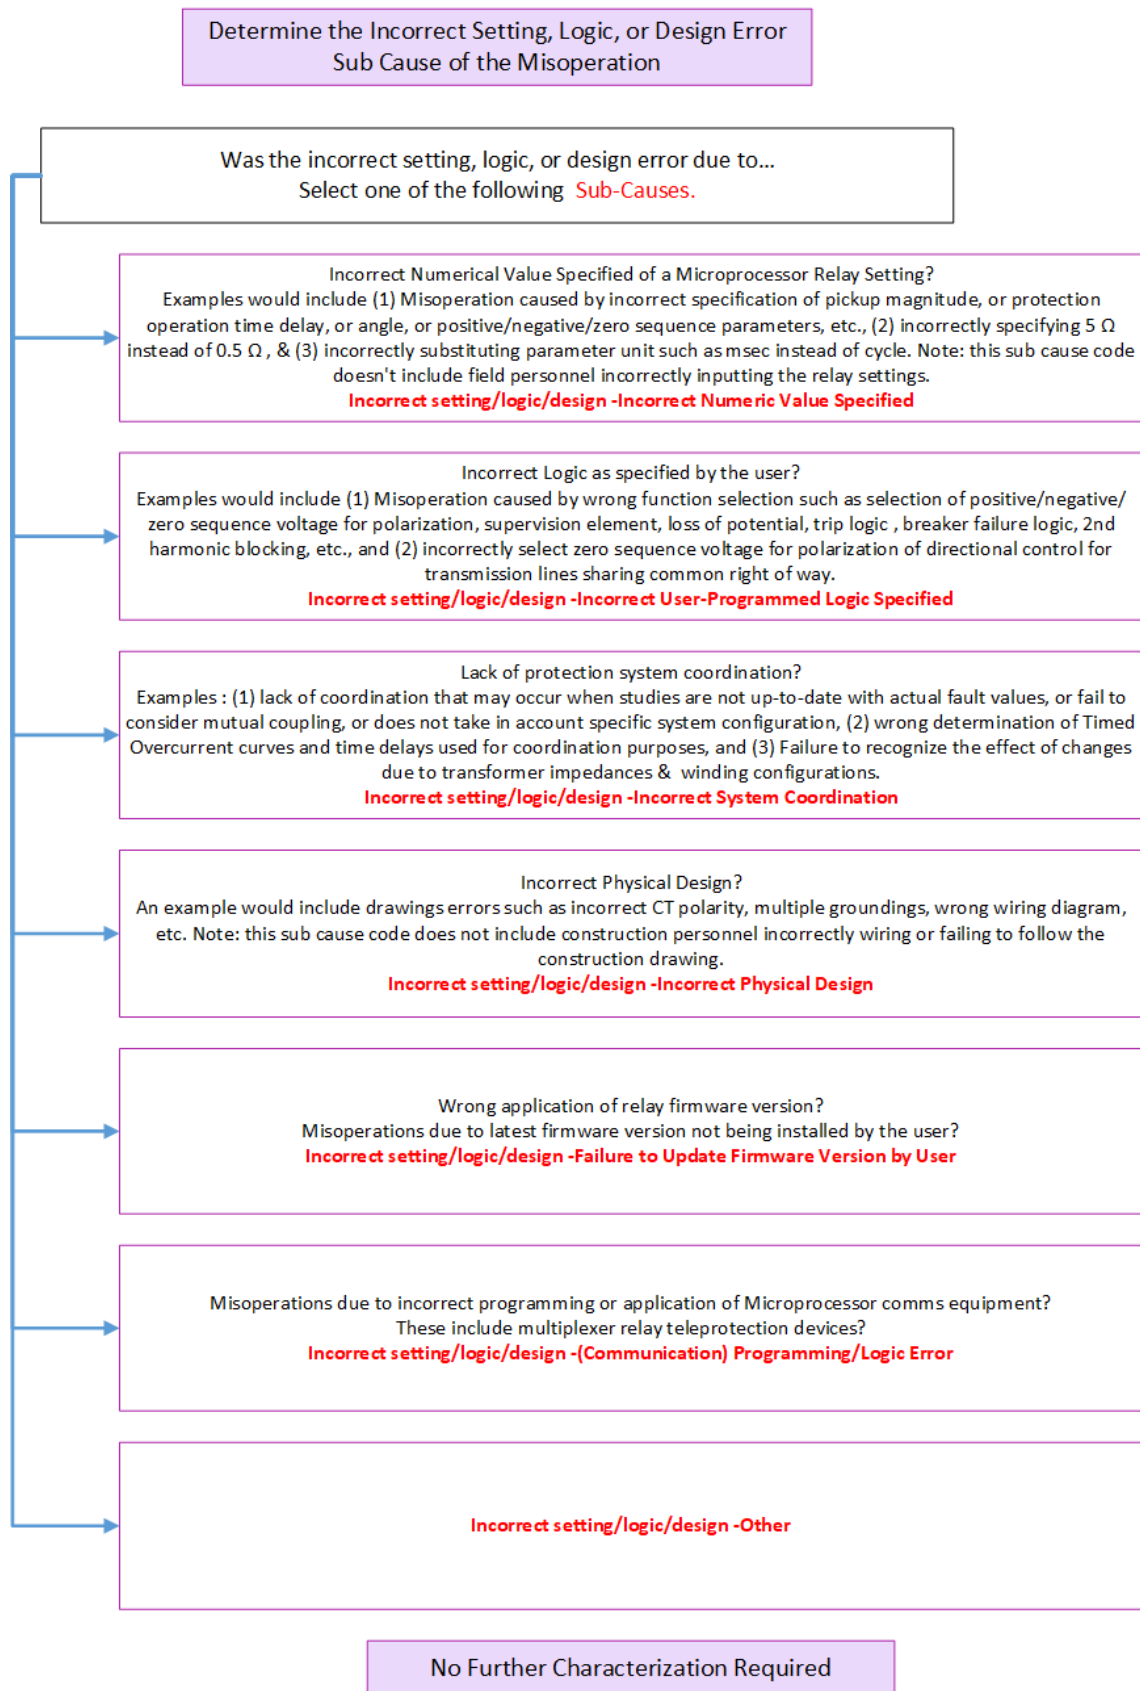 Determine the Incorrect Setting, Logic, or Design Error
Sub Cause of the Misoperation
Was the incorrect setting, logic, or design error due to...
Select one of the following Sub-Causes.
Incorrect Numerical Value Specified of a Microprocessor Relay Setting?
Examples would include (1) Misoperation caused by incorrect specification of pickup magnitude, or protection
operation time delay, or angle, or positive/negative/zero sequence parameters, etc., (2) incorrectly specifying 5 Ω
instead of 0.5 Ω , & (3) incorrectly substituting parameter unit such as msec instead of cycle. Note: this sub cause code
doesn't include field personnel incorrectly inputting the relay settings.
Incorrect setting/logic/design -Incorrect Numeric Value Specified
Incorrect Logic as specified by the user?
Examples would include (1) Misoperation caused by wrong function selection such as selection of positive/negative/
zero sequence voltage for polarization, supervision element, loss of potential, trip logic , breaker failure logic, 2nd
harmonic blocking, etc., and (2) incorrectly select zero sequence voltage for polarization of directional control for
transmission lines sharing common right of way.
Incorrect setting/logic/design -Incorrect User-Programmed Logic Specified
Lack of protection system coordination?
Examples : (1) lack of coordination that may occur when studies are not up-to-date with actual fault values, or fail to
consider mutual coupling, or does not take in account specific system configuration, (2) wrong determination of Timed
Overcurrent curves and time delays used for coordination purposes, and (3) Failure to recognize the effect of changes
due to transformer impedances & winding configurations.
Incorrect setting/logic/design -Incorrect System Coordination
Incorrect Physical Design?
An example would include drawings errors such as incorrect CT polarity, multiple groundings, wrong wiring diagram,
etc. Note: this sub cause code does not include construction personnel incorrectly wiring or failing to follow the
construction drawing.
Incorrect setting/logic/design -Incorrect Physical Design
Wrong application of relay firmware version?
Misoperations due to latest firmware version not being installed by the user?
Incorrect setting/logic/design -Failure to Update Firmware Version by User
Misoperations due to incorrect programming or application of Microprocessor comms equipment?
These include multiplexer relay teleprotection devices?
Incorrect setting/logic/design -(Communication) Programming/Logic Error
Incorrect setting/logic/design -Other
No Further Characterization Required